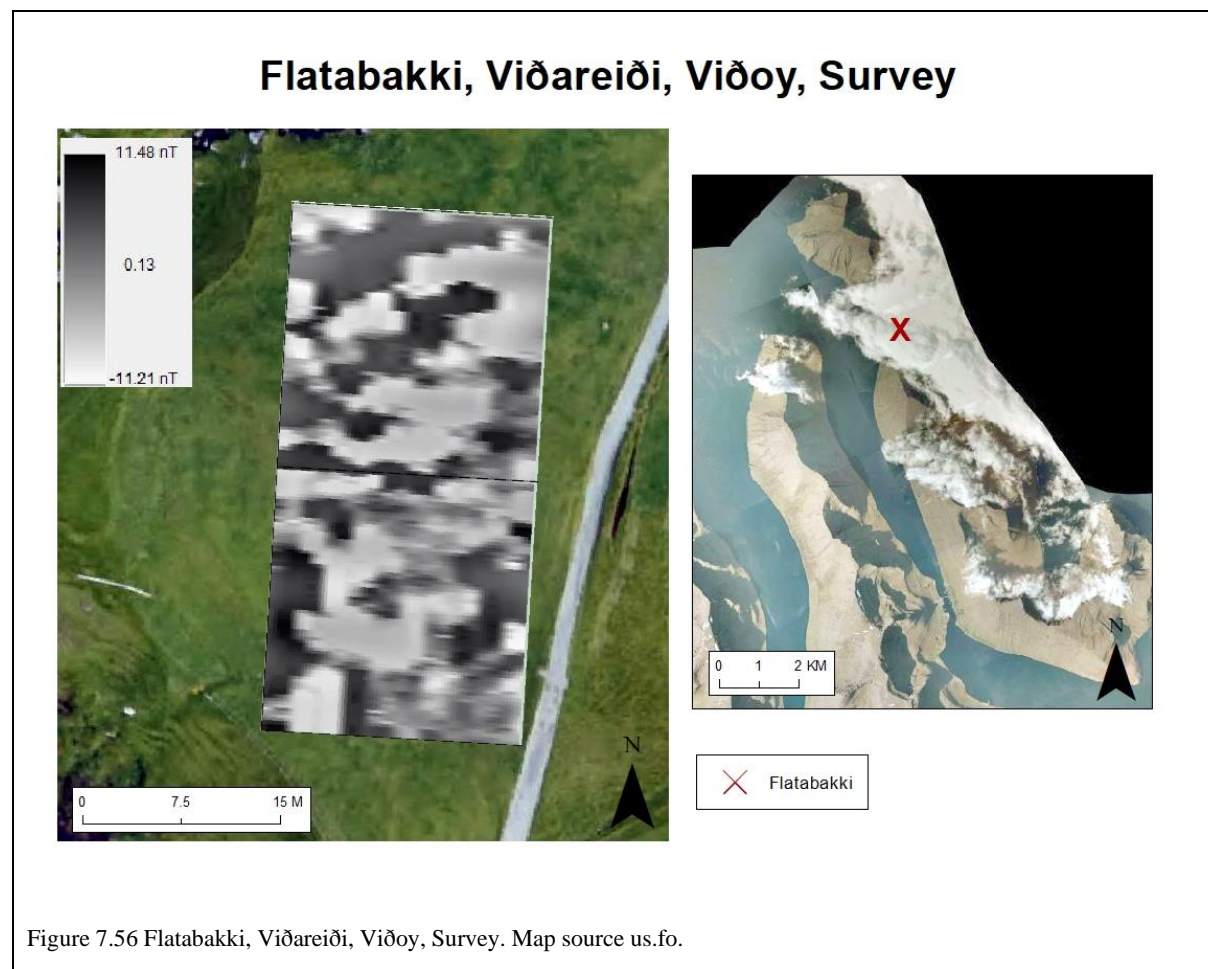 Flatabakki, Viðareiði, Viðoy, Survey
11.48 nT
0.13
-11.21 nT
N
0 7.5 15 M
X
N
0 1 2 KM
Flatabakki
Figure 7.56 Flatabakki, Viðareiði, Viðoy, Survey. Map source us.fo.